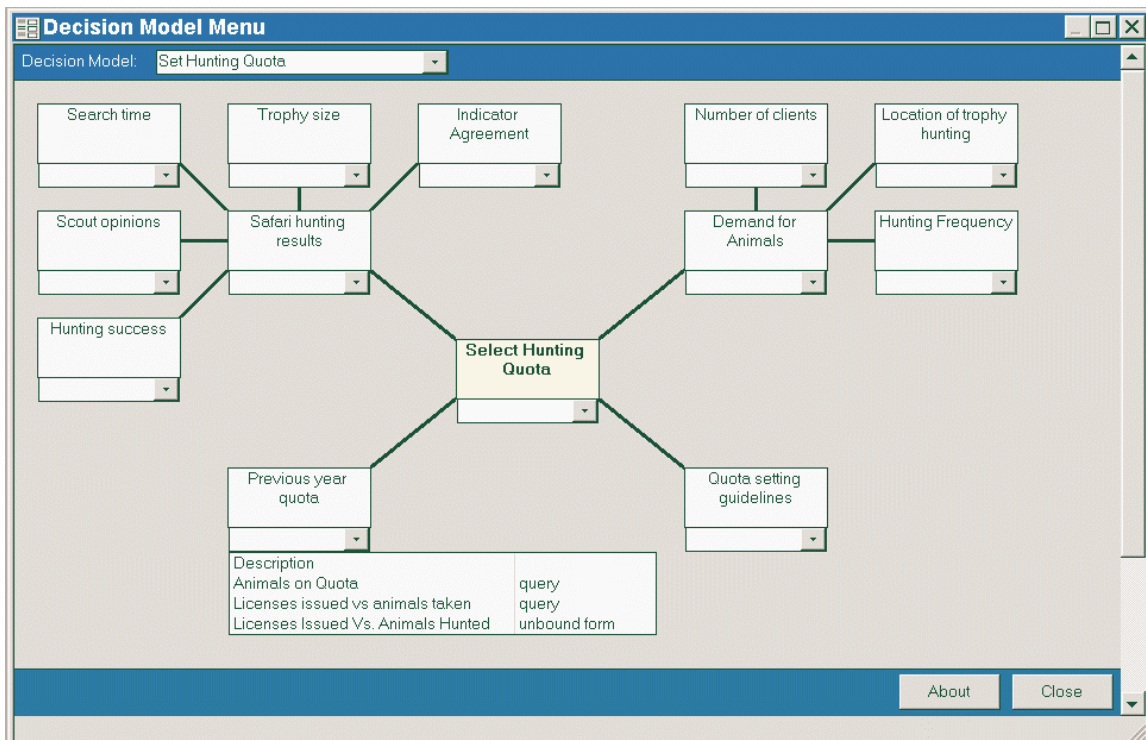 Decision Model Menu
Decision Model: Set Hunting Quota
Search time
Trophy size
Indicator
Agreement
Number of clients
Location of trophy
hunting
Scout opinions
Safari hunting
results
Demand for
Animals
Hunting Frequency
Hunting success
Select Hunting
Quota
Previous year
quota
Quota setting
guidelines
Description
Animals on Quota query
Licenses issued vs animals taken query
Licenses Issued Vs. Animals Hunted unbound form
About
Close